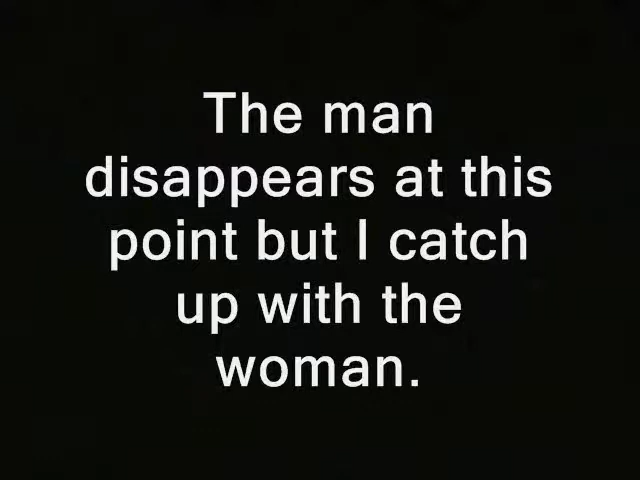 The man
disappears at this
point but I catch
up with the
woman.